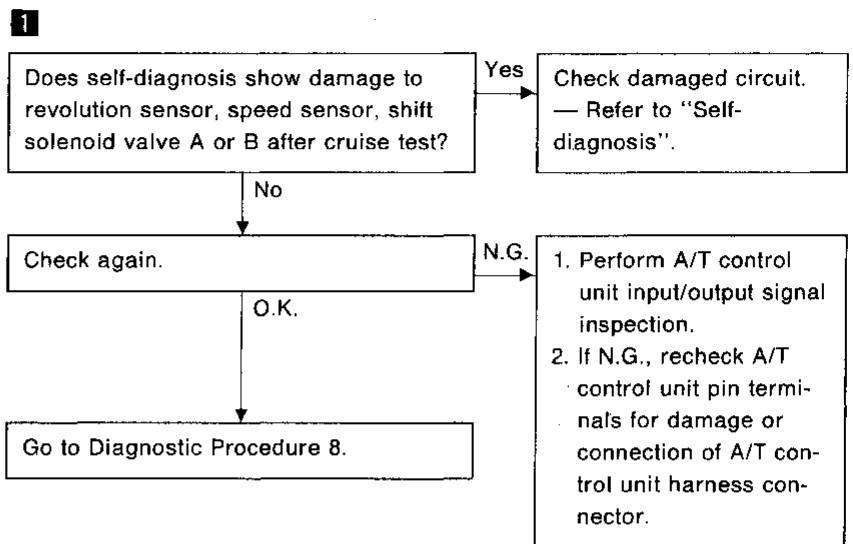 1
Does self-diagnosis show damage to
revolution sensor, speed sensor, shift
solenoid valve A or B after cruise test?
Yes
Check damaged circuit.
— Refer to "Self-
diagnosis".
No
Check again.
N.G.
1. Perform A/T control
unit input/output signal
inspection.
2. If N.G., recheck A/T
control unit pin termi-
nals for damage or
connection of A/T con-
trol unit harness con-
nector.
O.K.
Go to Diagnostic Procedure 8.